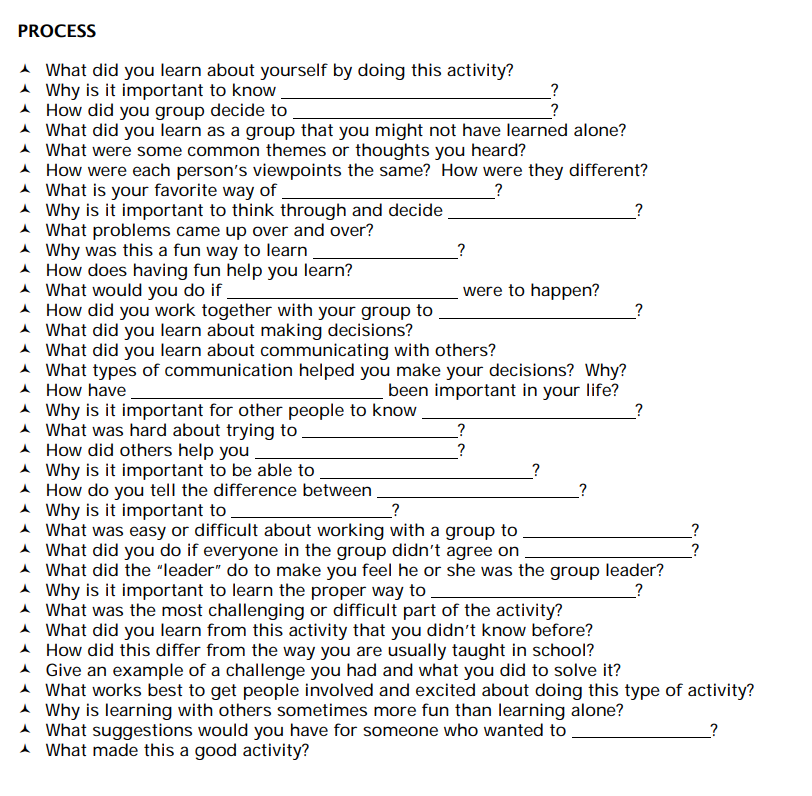 PROCESS
What did you learn about yourself by doing this activity?
Why is it important to know ______________________________?
How did you group decide to ______________________________?
What did you learn as a group that you might not have learned alone?
What were some common themes or thoughts you heard?
How were each person's viewpoints the same?  How were they different?
What is your favorite way of ________________________?
Why is it important to think through and decide _____________________?
What problems came up over and over?
Why was this a fun way to learn ________________?
How does having fun help you learn?
What would you do if __________________________ were to happen?
How did you work together with your group to ______________________?
What did you learn about making decisions?
What did you learn about communicating with others?
What types of communication helped you make your decisions?  Why?
How have ____________________________ been important in your life?
Why is it important for other people to know ________________________?
What was hard about trying to _________________?
How did others help you _______________________?
Why is it important to be able to ________________________?
How do you tell the difference between _______________________?
Why is it important to __________________?
What was easy or difficult about working with a group to ___________________?
What did you do if everyone in the group didn't agree on ___________________?
What did the "leader" do to make you feel he or she was the group leader?
Why is it important to learn the proper way to _______________________?
What was the most challenging or difficult part of the activity?
What did you learn from this activity that you didn't know before?
How did this differ from the way you are usually taught in school?
Give an example of a challenge you had and what you did to solve it?
What works best to get people involved and excited about doing this type of activity?
Why is learning with others sometimes more fun than learning alone?
What suggestions would you have for someone who wanted to ________________?
What made this a good activity?